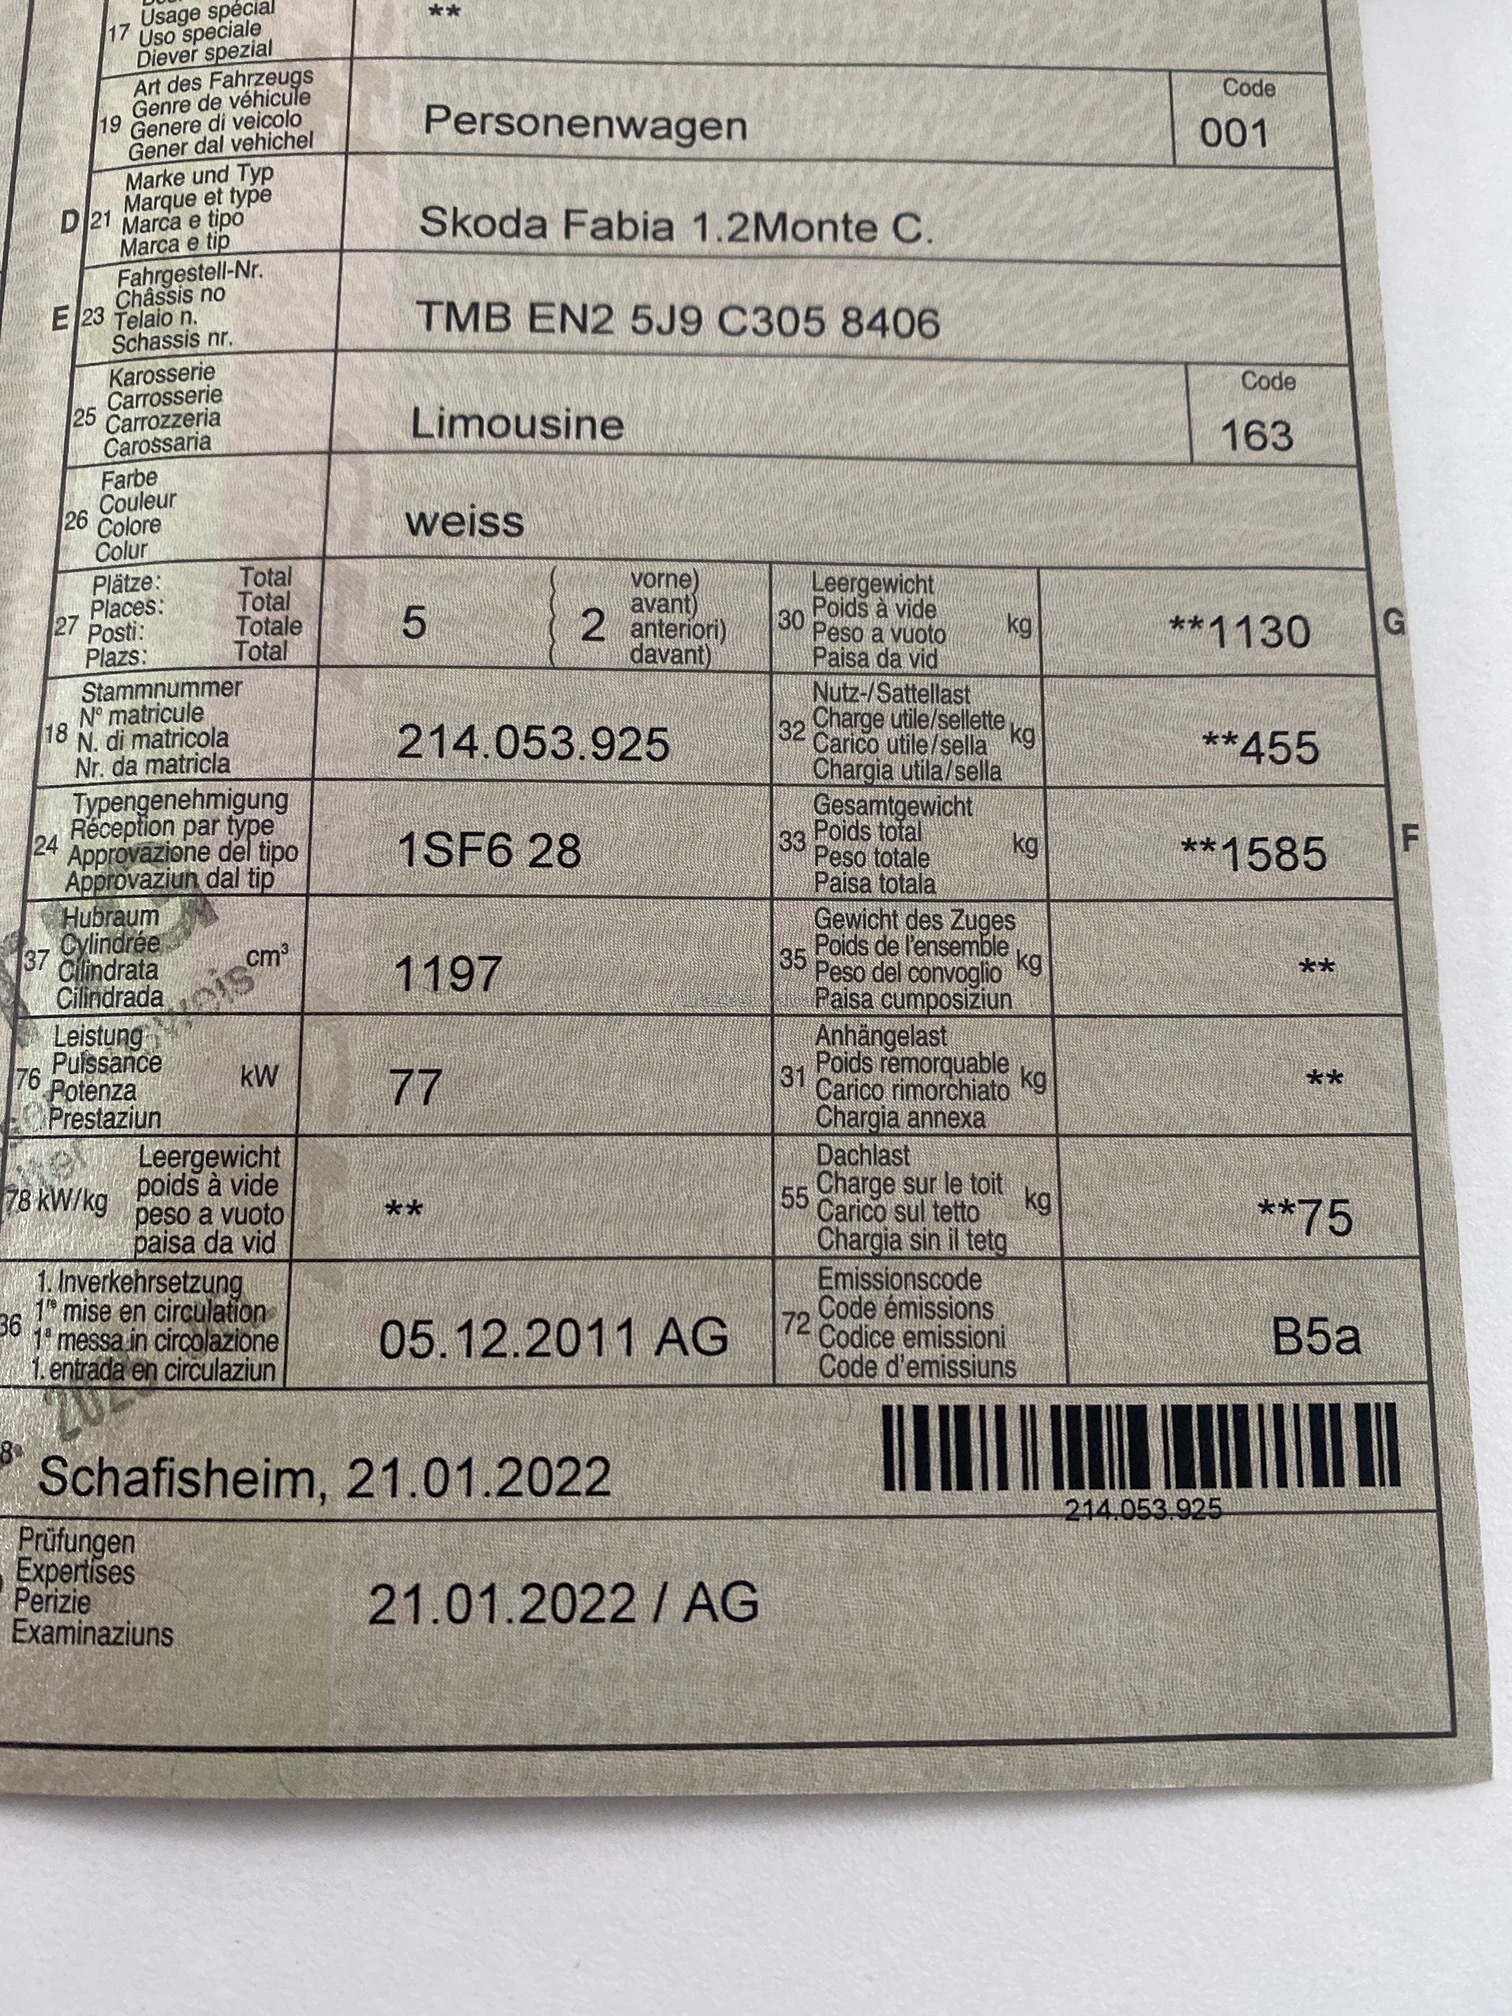 Usage spécial
17 Uso speciale **
Diever spezial
Art des Fahrzeugs
Genre de véhicule
19 Genere di veicolo
Gener dal vehichel
Personenwagen
Code
001
Marke und Typ
Marque et type
D 21 Marca e tipo
Marca e tip
Skoda Fabia 1.2Monte C.
Fahrgestell-Nr.
Châssis no
E 23 Telaio n.
Schassis nr.
TMB EN2 5J9 C305 8406
Karosserie
Carrosserie
25 Carrozzeria
Carossaria
Limousine
Code
163
Farbe
Couleur
26 Colore
Colur
weiss
Plätze: Total
Places: Total
27 Posti: Totale
Plazs: Total
5
( vorne)
( 2 avant)
( anteriori)
( davant)
Leergewicht
30 Poids à vide kg
Peso a vuoto
Paisa da vid
**1130 G
Stammnummer
N° matricule
18 N. di matricola
Nr. da matricla
214.053.925
Nutz-/Sattellast
32 Charge utile/sellette kg
Carico utile/sella
Chargia utila/sella
**455
Typengenehmigung
Réception par type
24 Approvazione del tipo
Approvaziun dal tip
1SF6 28
Gesamtgewicht
33 Poids total kg
Peso totale
Paisa totala
**1585 F
Hubraum
37 Cylindrée cm³
Cilindrata
Cilindrada
1197
Gewicht des Zuges
35 Poids de l'ensemble kg
Peso del convoglio
Paisa cumposiziun
**
Leistung
76 Puissance kW
Potenza
Prestaziun
77
Anhängelast
31 Poids remorquable kg
Carico rimorchiato
Chargia annexa
**
Leergewicht
78 kW/kg poids à vide
peso a vuoto
paisa da vid
**
Dachlast
55 Charge sur le toit kg
Carico sul tetto
Chargia sin il tetg
**75
1. Inverkehrsetzung
36 1re mise en circulation
1a messa in circolazione
1. entrada en circulaziun
05.12.2011 AG
Emissionscode
72 Code émissions
Codice emissioni
Code d'emissiuns
B5a
Schafisheim, 21.01.2022
214.053.925
Prüfungen
Expertises
Perizie
Examinaziuns
21.01.2022 / AG